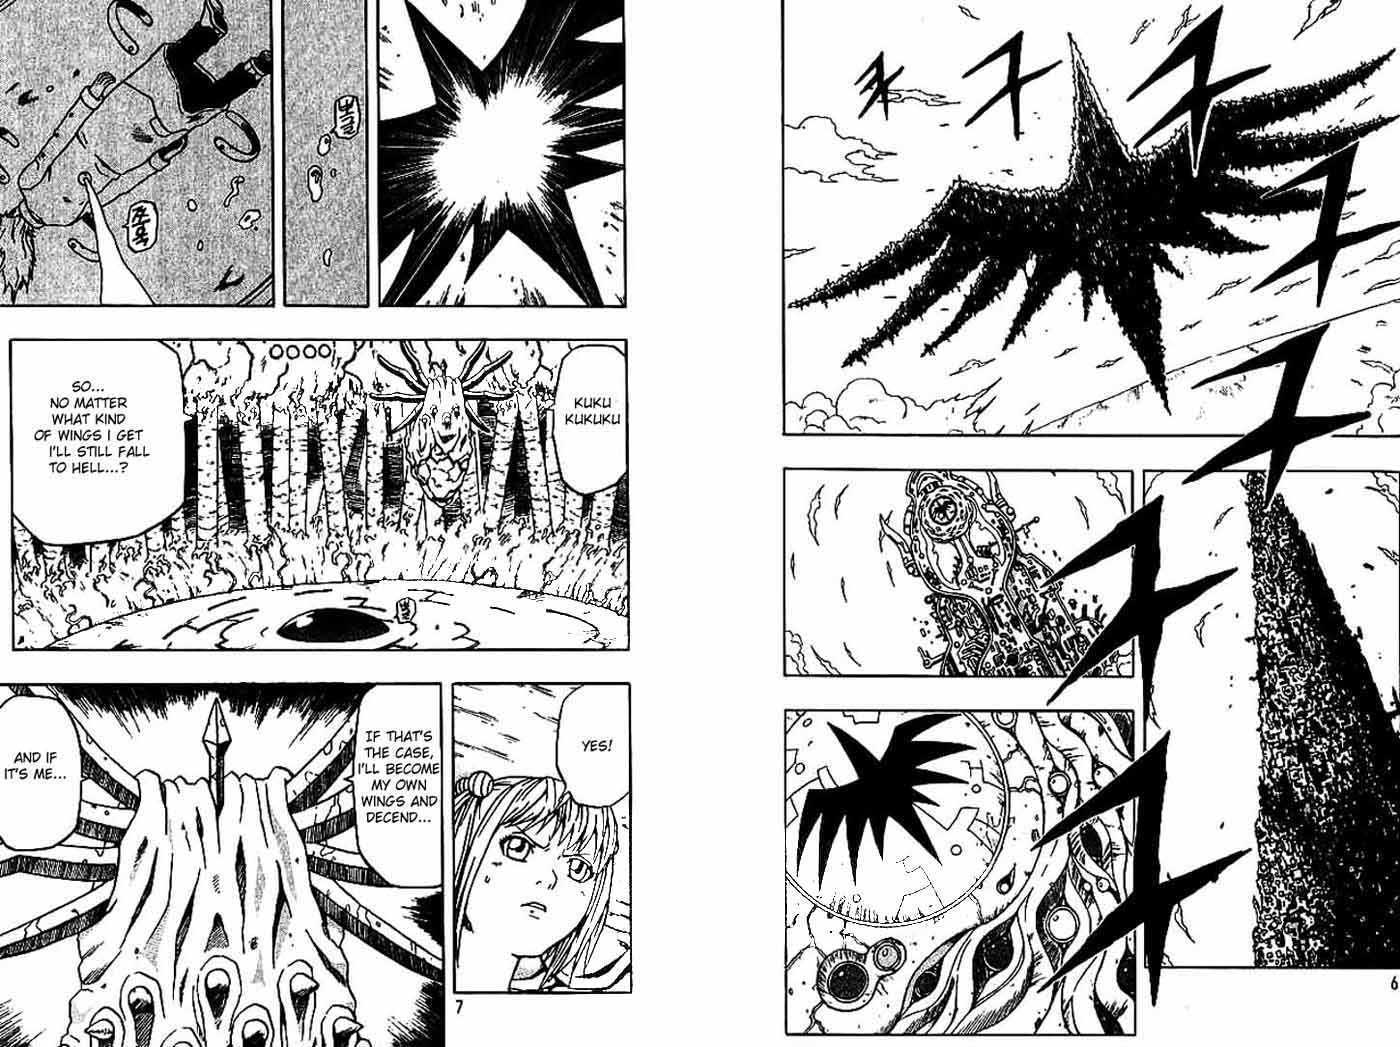 6
KUKU
KUKUKU
SO...
NO MATTER
WHAT KIND
OF WINGS I GET
I'LL STILL FALL
TO HELL...?
YES!
IF THAT'S
THE CASE,
I'LL BECOME
MY OWN
WINGS AND
DECEND...
AND IF
IT'S ME...
7